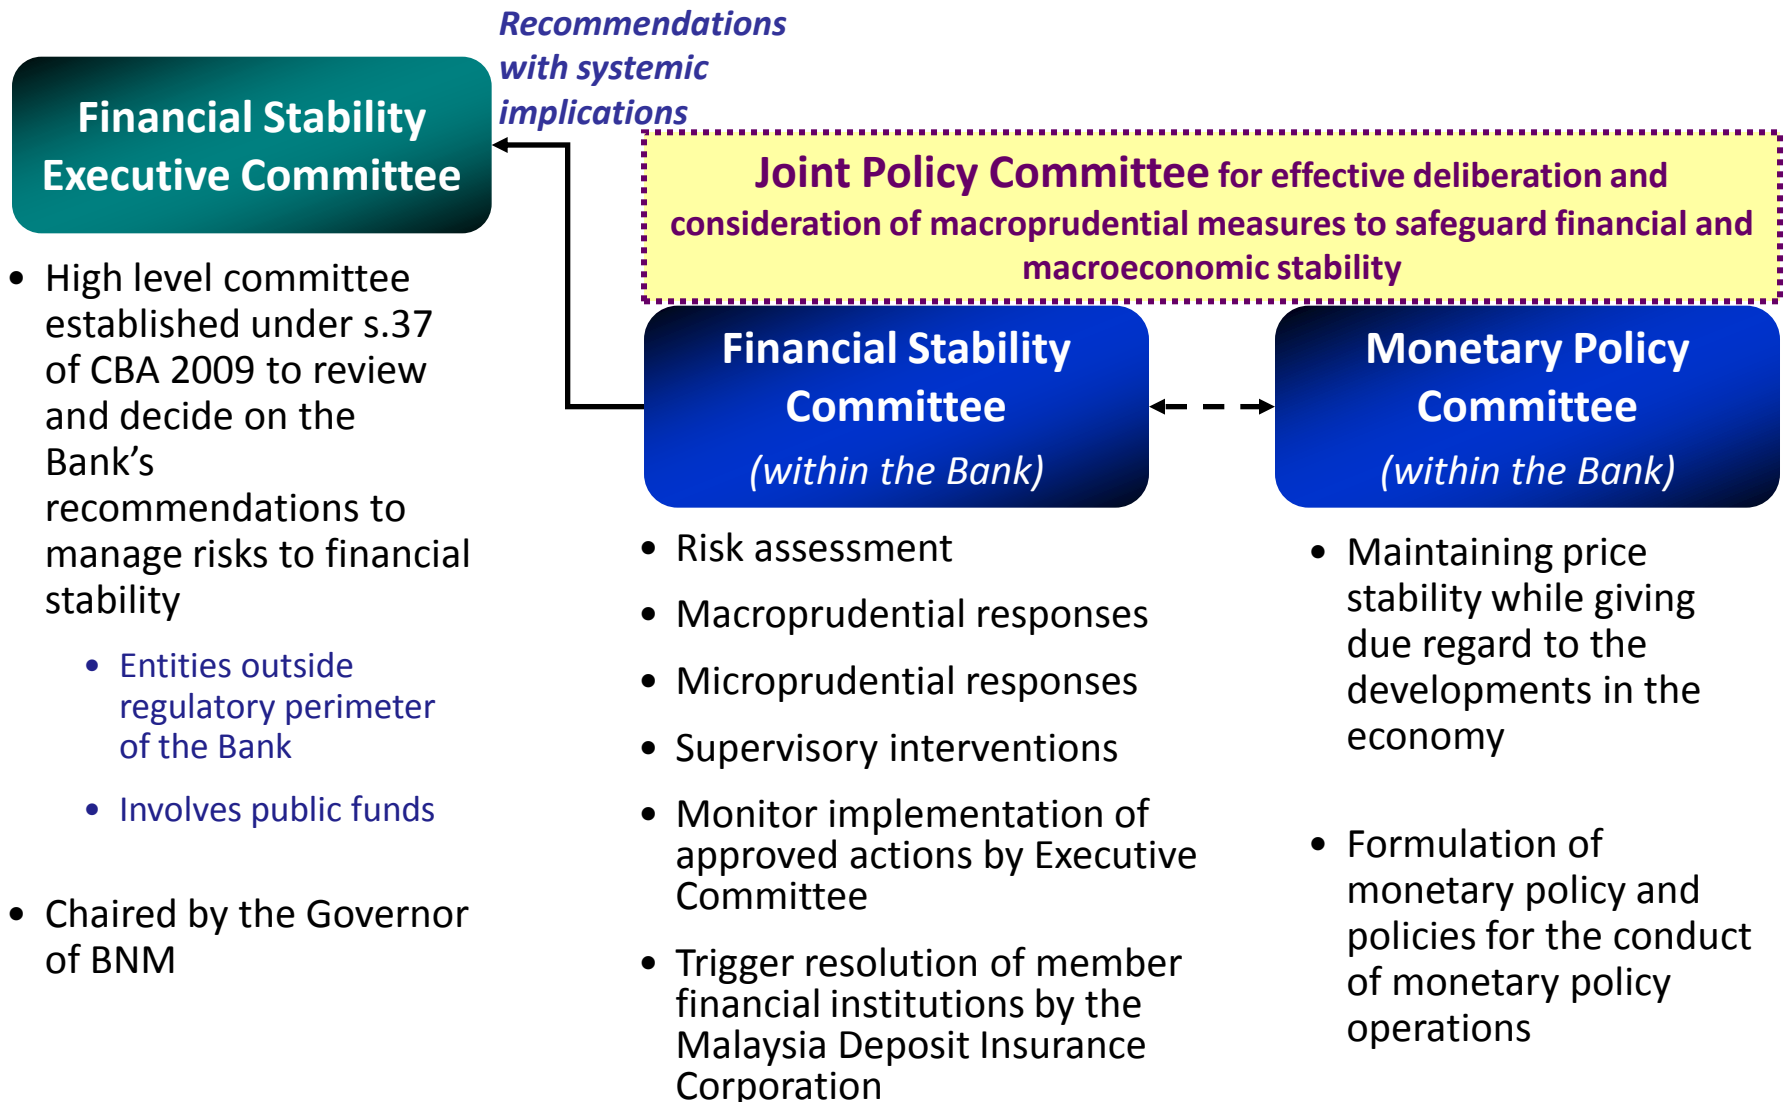 Recommendations
with systemic
implications
Financial Stability
Executive Committee
• High level committee
established under s.37
of CBA 2009 to review
and decide on the
Bank’s
recommendations to
manage risks to financial
stability
• Entities outside
regulatory perimeter
of the Bank
• Involves public funds
• Chaired by the Governor
of BNM
Joint Policy Committee for effective deliberation and
consideration of macroprudential measures to safeguard financial and
macroeconomic stability
Financial Stability
Committee
(within the Bank)
• Risk assessment
• Macroprudential responses
• Microprudential responses
• Supervisory interventions
• Monitor implementation of
approved actions by Executive
Committee
• Trigger resolution of member
financial institutions by the
Malaysia Deposit Insurance
Corporation
Monetary Policy
Committee
(within the Bank)
• Maintaining price
stability while giving
due regard to the
developments in the
economy
• Formulation of
monetary policy and
policies for the conduct
of monetary policy
operations